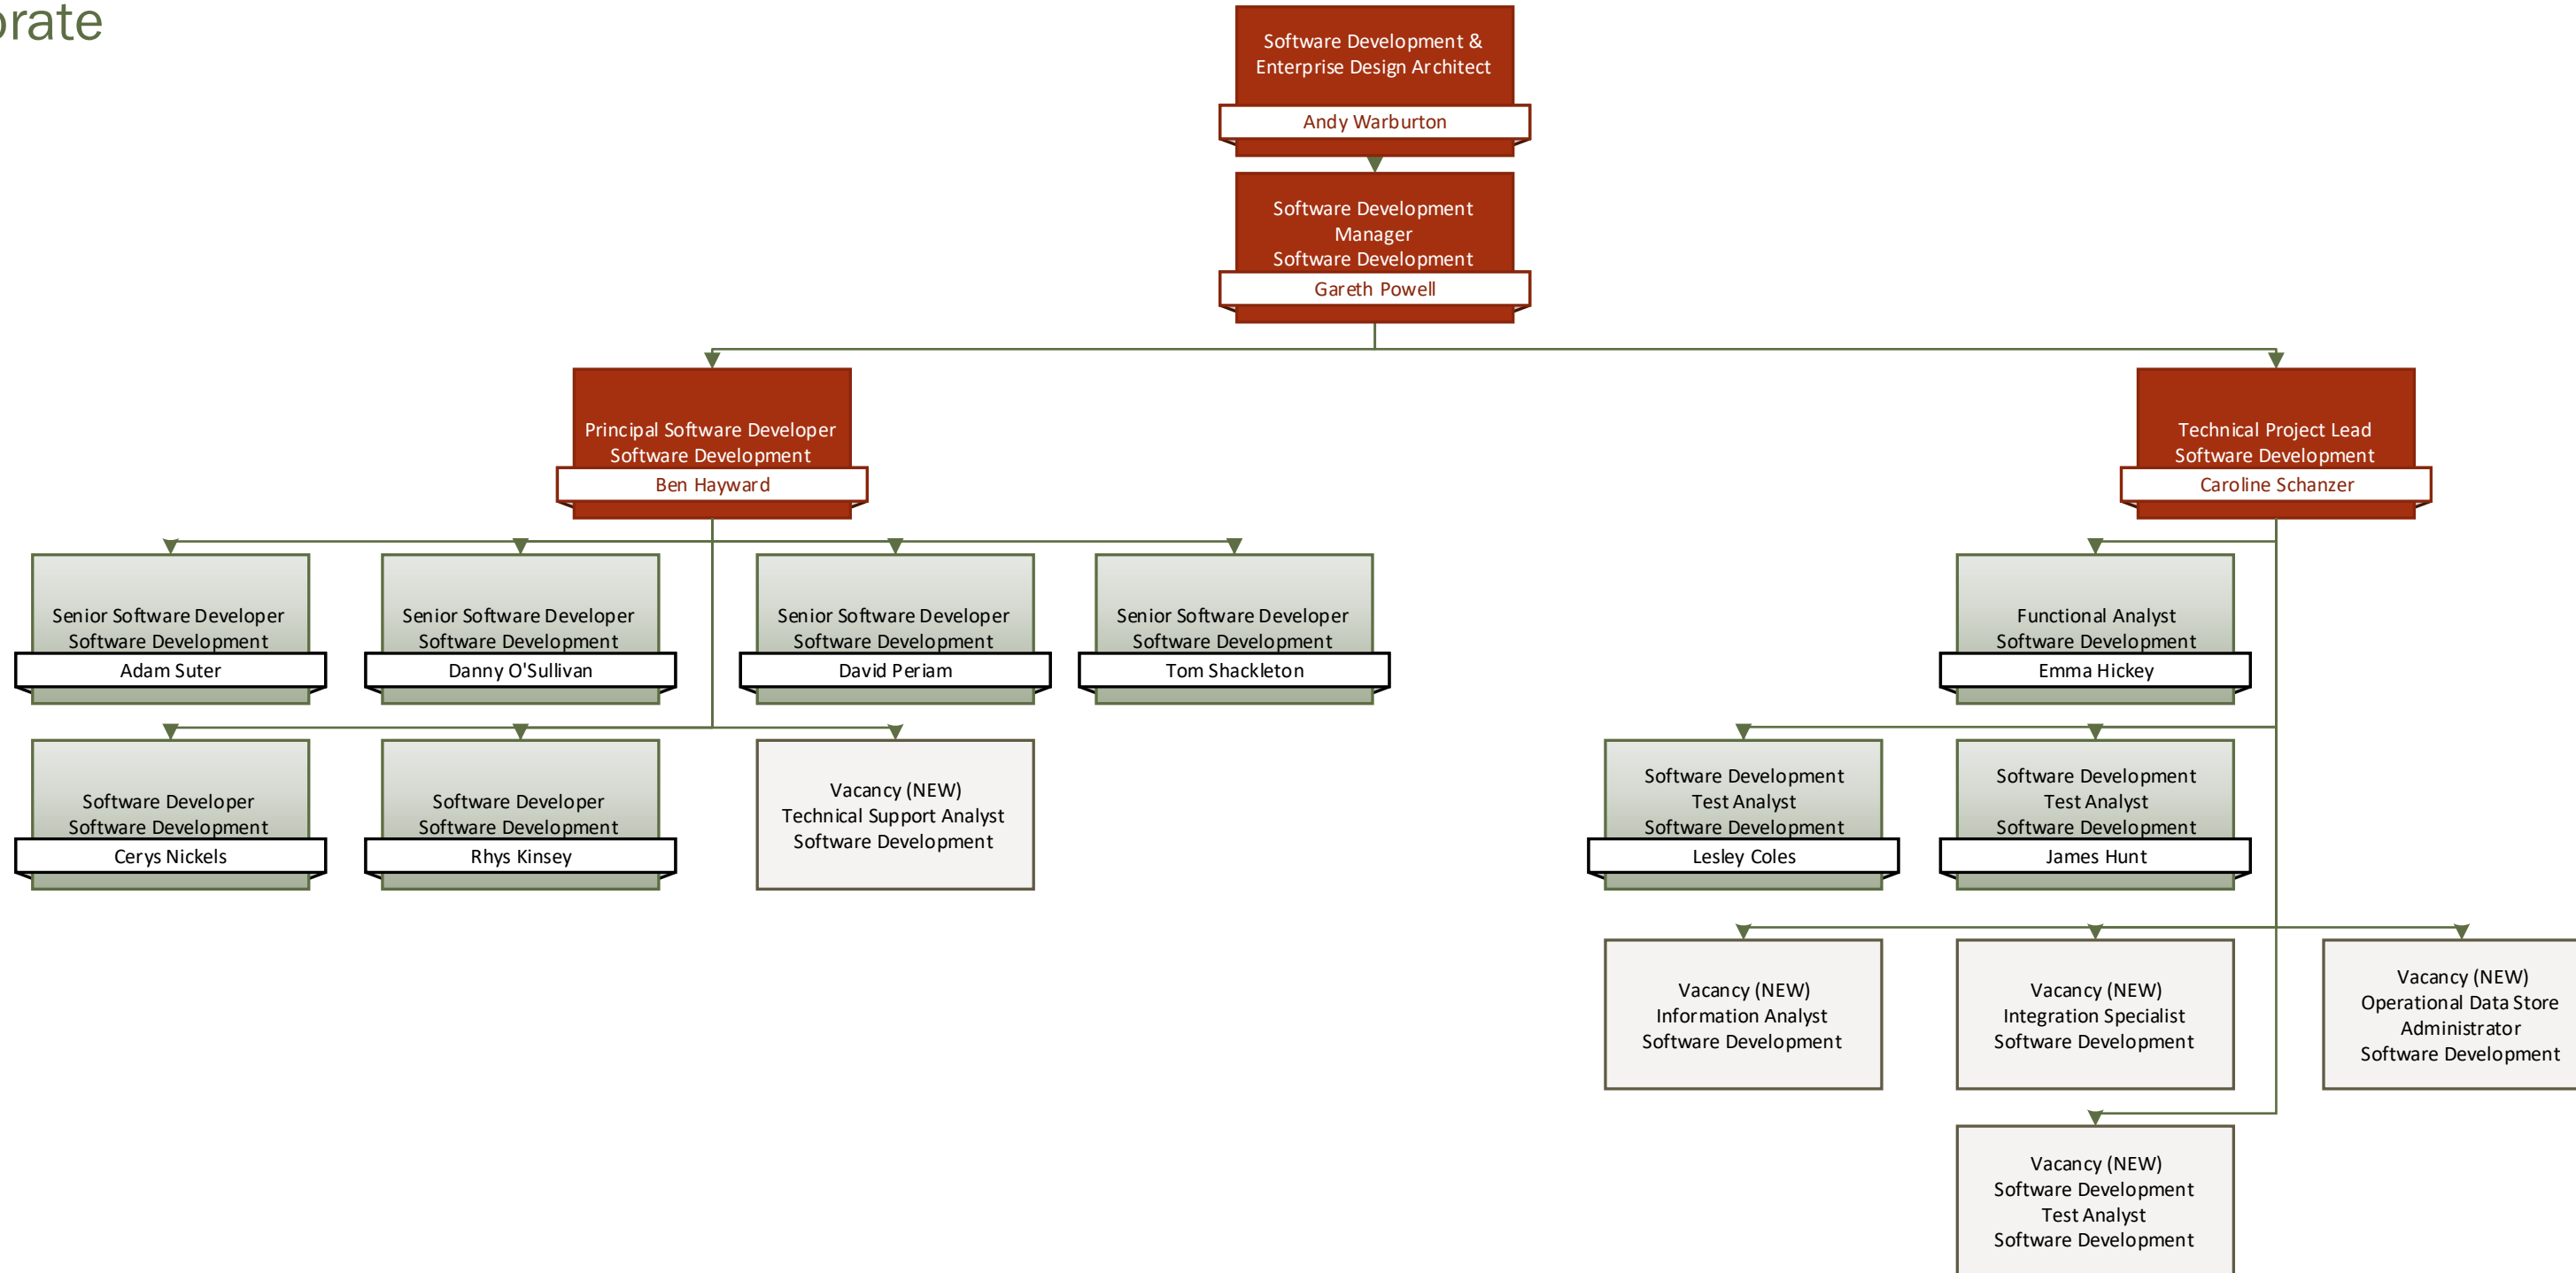 orate
Software Development &
Enterprise Design Architect
Andy Warburton
Software Development
Manager
Software Development
Gareth Powell
Principal Software Developer
Software Development
Ben Hayward
Technical Project Lead
Software Development
Caroline Schanzer
Senior Software Developer
Software Development
Adam Suter
Senior Software Developer
Software Development
Danny O'Sullivan
Senior Software Developer
Software Development
David Periam
Senior Software Developer
Software Development
Tom Shackleton
Functional Analyst
Software Development
Emma Hickey
Software Developer
Software Development
Cerys Nickels
Software Developer
Software Development
Rhys Kinsey
Vacancy (NEW)
Technical Support Analyst
Software Development
Software Development
Test Analyst
Software Development
Lesley Coles
Software Development
Test Analyst
Software Development
James Hunt
Vacancy (NEW)
Information Analyst
Software Development
Vacancy (NEW)
Integration Specialist
Software Development
Vacancy (NEW)
Operational Data Store
Administrator
Software Development
Vacancy (NEW)
Software Development
Test Analyst
Software Development